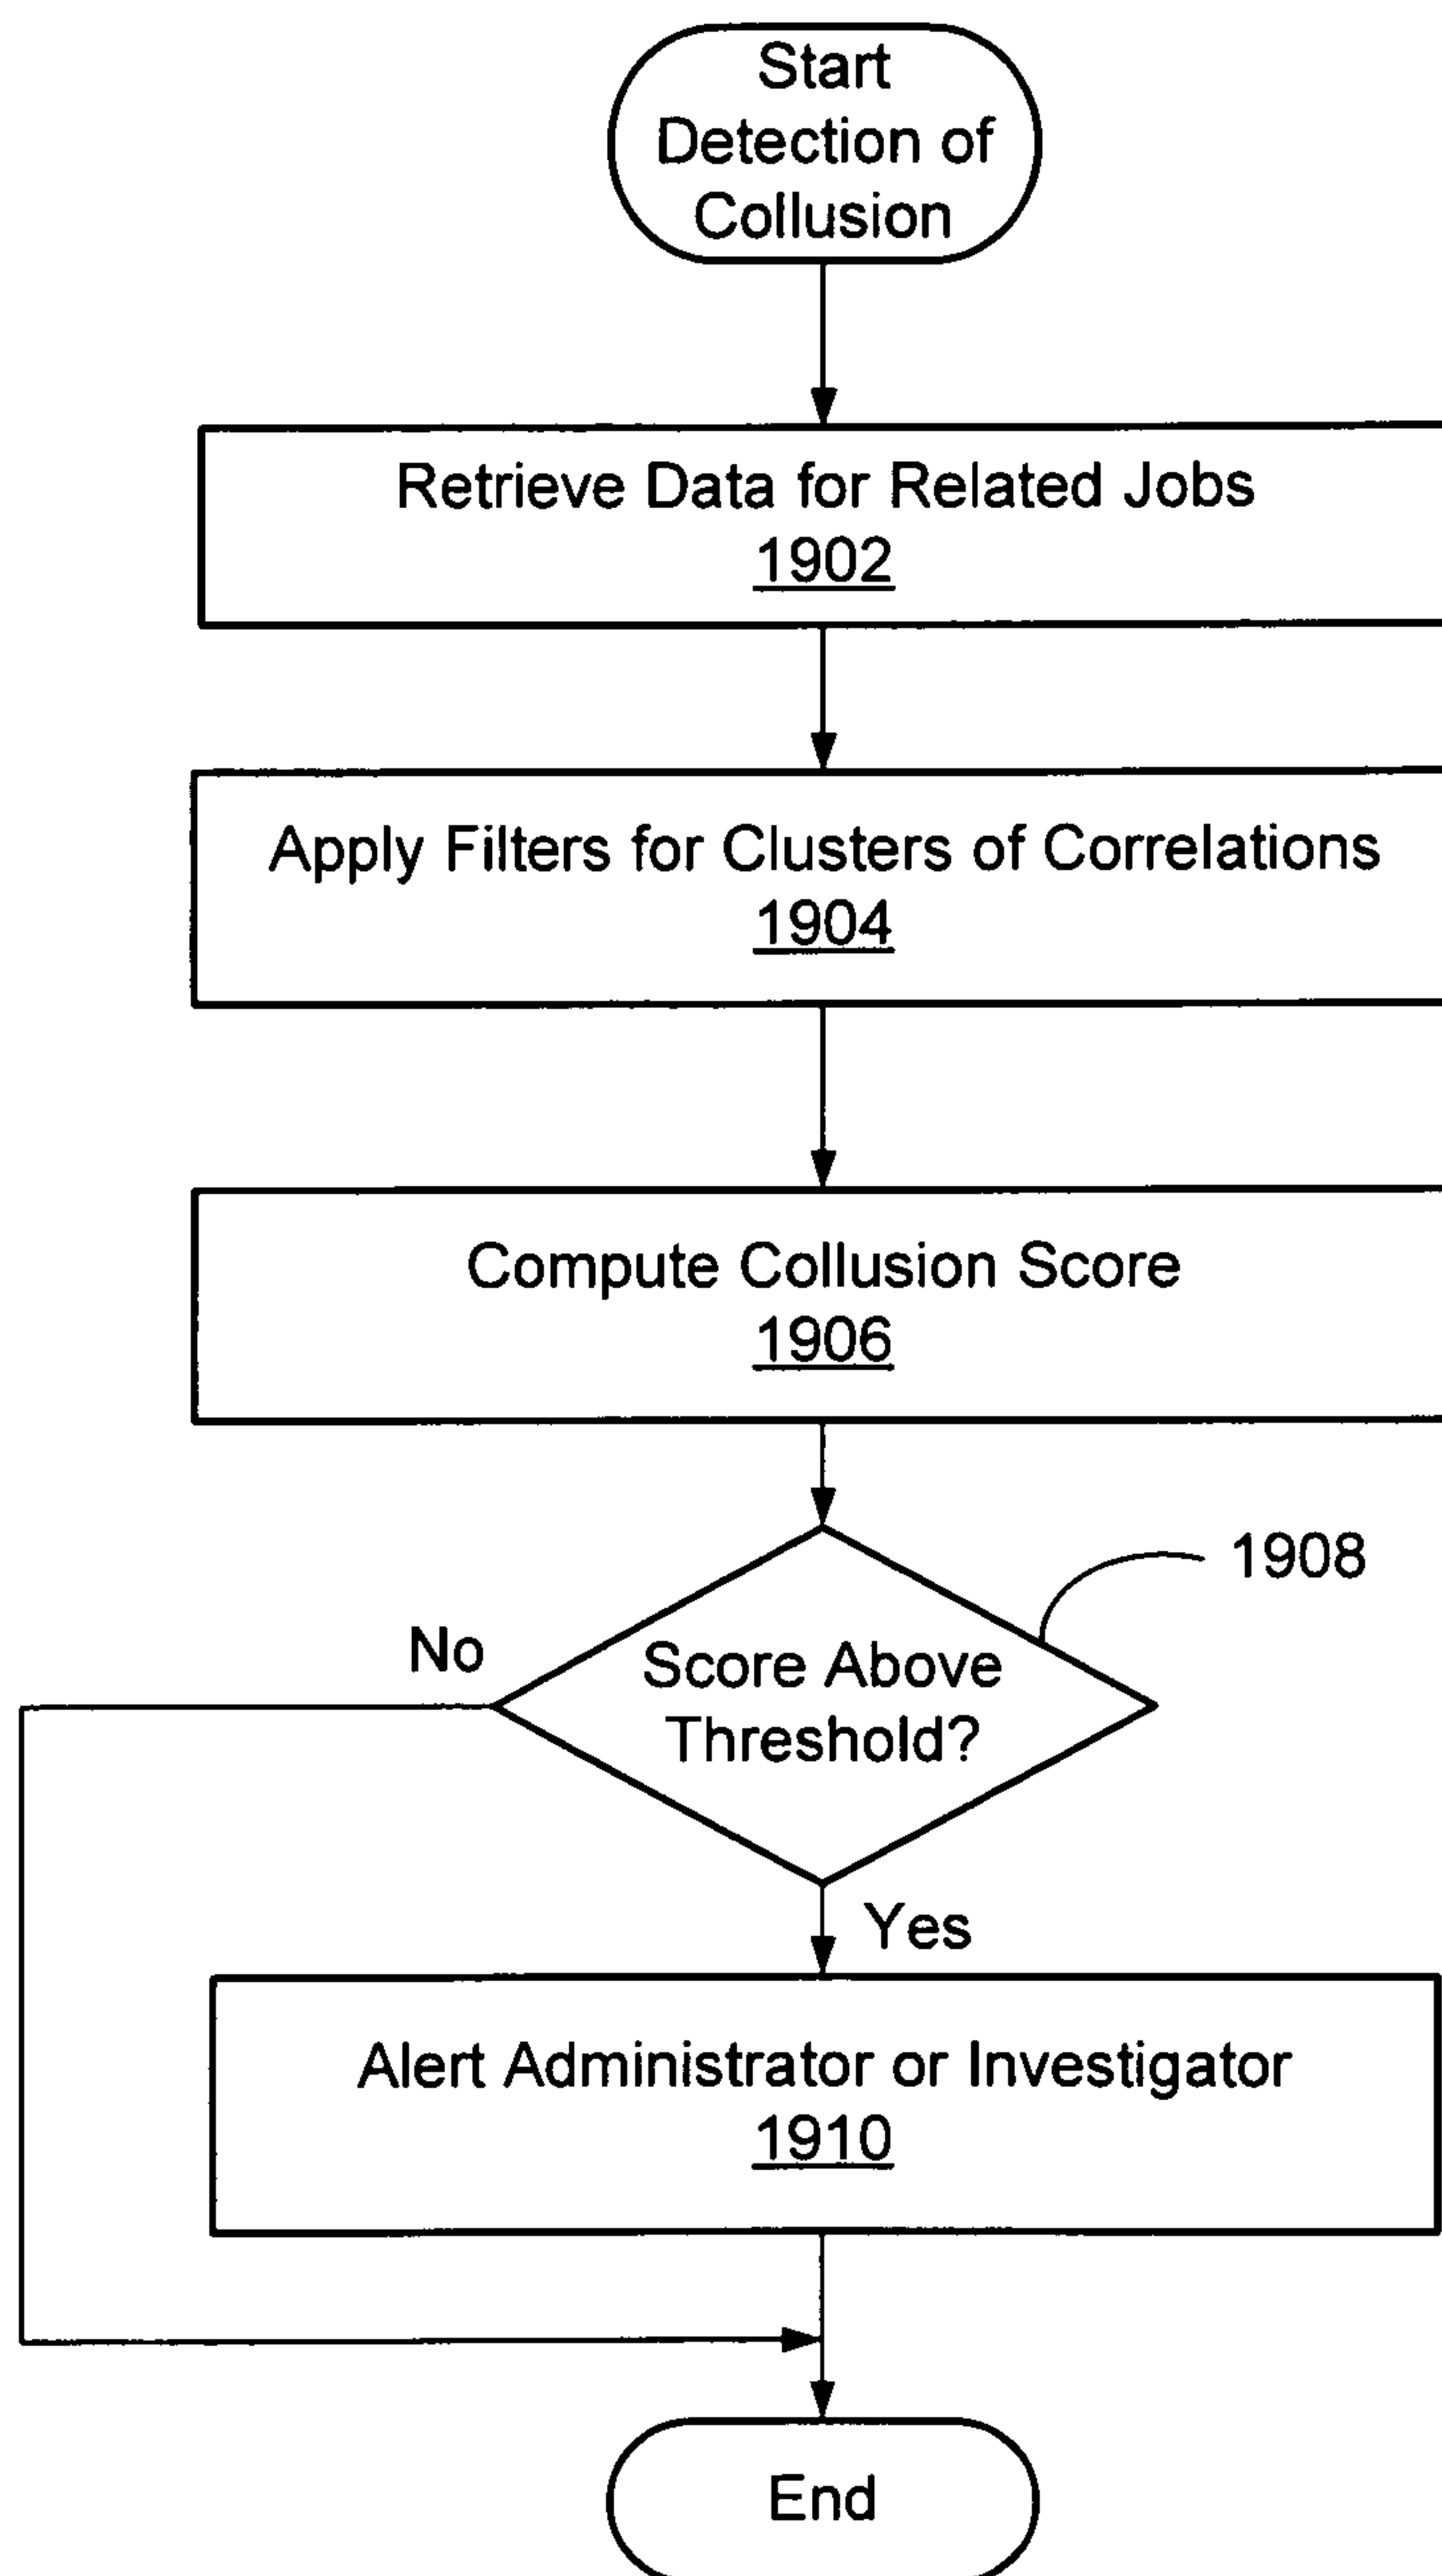 Start
Detection of
Collusion
Retrieve Data for Related Jobs
1902
Apply Filters for Clusters of Correlations
1904
Compute Collusion Score
1906
1908
No
Score Above
Threshold?
Yes
Alert Administrator or Investigator
1910
End